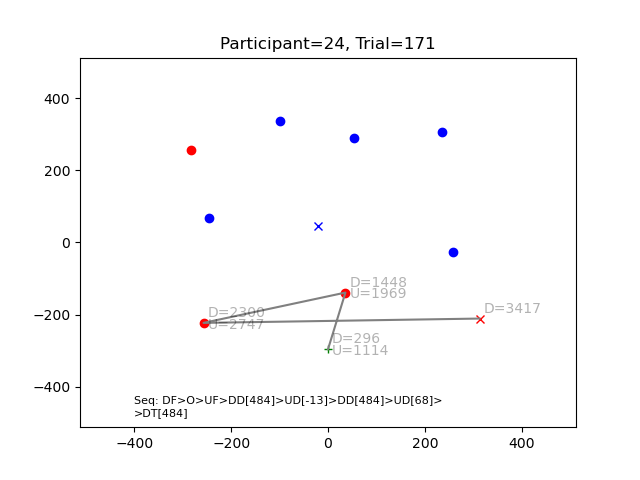 Participant=24, Trial=171
400
200
0
−200
−400
D=1448
U=1969
D=2300
U=2747
D=3417
D=296
U=1114
Seq: DF>O>UF>DD[484]>UD[-13]>DD[484]>UD[68]>
>DT[484]
−400
−200
0
200
400